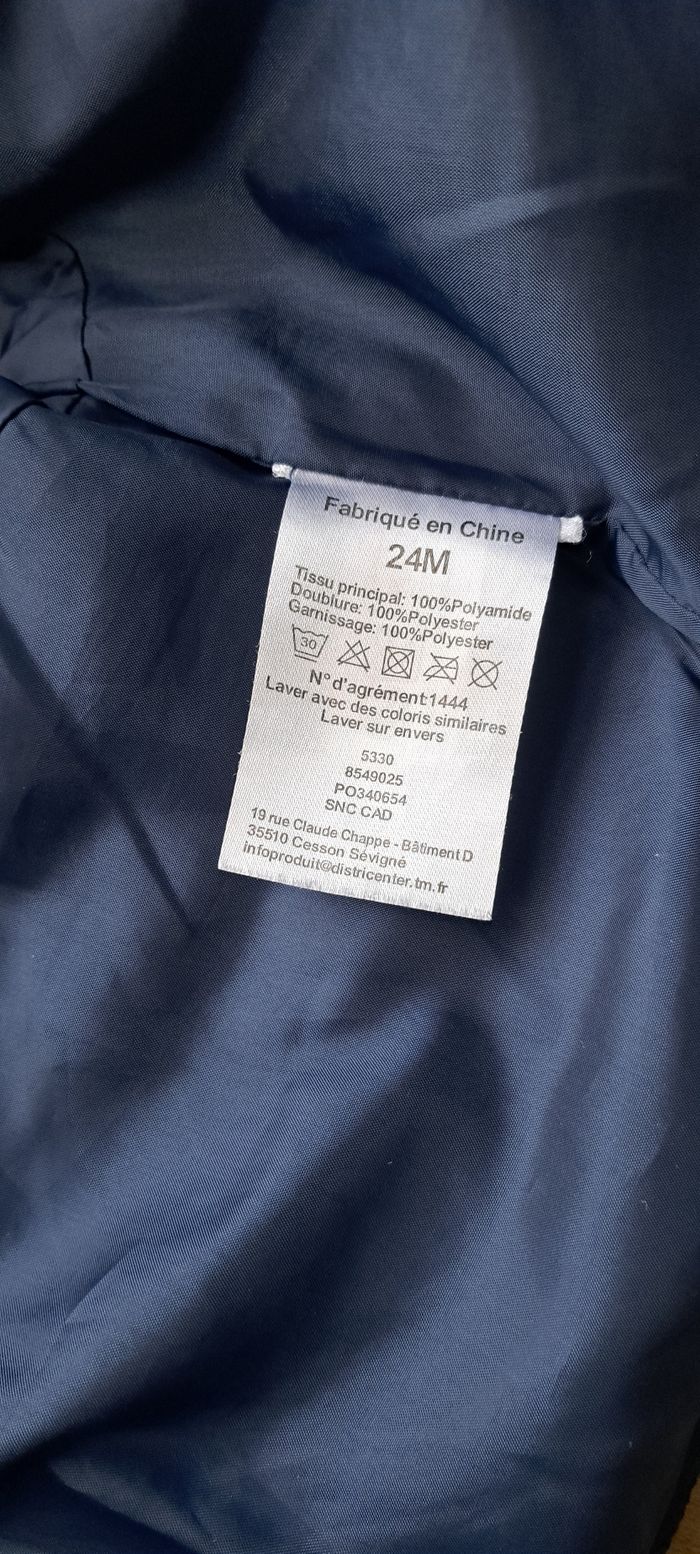 Fabriqué en Chine
24M
Tissu principal: 100%Polyamide
Doublure: 100%Polyester
Garnissage: 100%Polyester
30
N°d'agrément:1444
Laver avec des coloris similaires
Laver sur envers
5330
8549025
PO340654
SNC CAD
19 rue Claude Chappe - Bâtiment D
35510 Cesson Sévigné
infoproduit@districenter.tm.fr